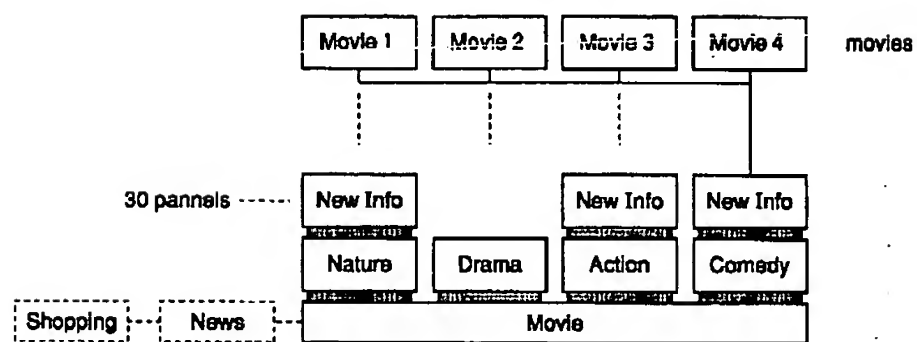 Movie 1 Movie 2 Movie 3 Movie 4 movies
30 pannels New Info New Info New Info
Nature Drama Action Comedy
Shopping News Movie